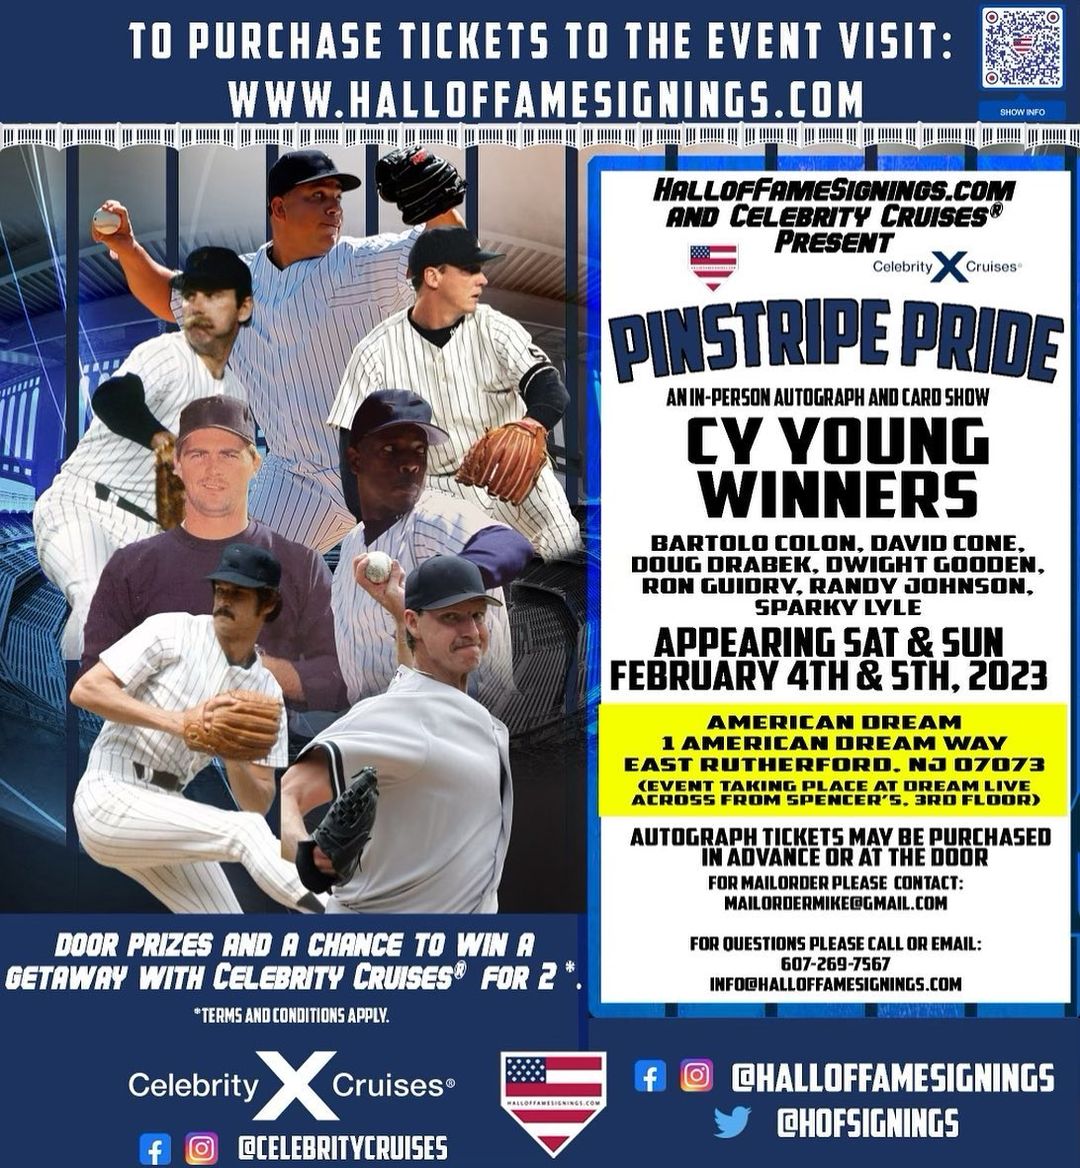 TO PURCHASE TICKETS TO THE EVENT VISIT:
WWW.HALLOFFAMESIGNINGS.COM
SHOW INFO
HALLOFFAMESIGNINGS.COM
AND CELEBRITY CRUISES®
PRESENT
Celebrity X Cruises®
PINSTRIPE PRIDE
AN IN-PERSON AUTOGRAPH AND CARD SHOW
CY YOUNG
WINNERS
BARTOLO COLON, DAVID CONE,
DOUG DRABEK, DWIGHT GOODEN,
RON GUIDRY, RANDY JOHNSON,
SPARKY LYLE
APPEARING SAT & SUN
FEBRUARY 4TH & 5TH, 2023
AMERICAN DREAM
1 AMERICAN DREAM WAY
EAST RUTHERFORD, NJ 07073
(EVENT TAKING PLACE AT DREAM LIVE
ACROSS FROM SPENCER'S, 3RD FLOOR)
AUTOGRAPH TICKETS MAY BE PURCHASED
IN ADVANCE OR AT THE DOOR
FOR MAILORDER PLEASE CONTACT:
MAILORDERMIKE@GMAIL.COM
FOR QUESTIONS PLEASE CALL OR EMAIL:
607-269-7567
INFO@HALLOFFAMESIGNINGS.COM
DOOR PRIZES AND A CHANCE TO WIN A
GETAWAY WITH CELEBRITY CRUISES® FOR 2*.
*TERMS AND CONDITIONS APPLY.
Celebrity X Cruises®
@CELEBRITYCRUISES
HALLOFFAMESIGNINGS.COM
@HALLOFFAMESIGNINGS
@HOFSIGNINGS